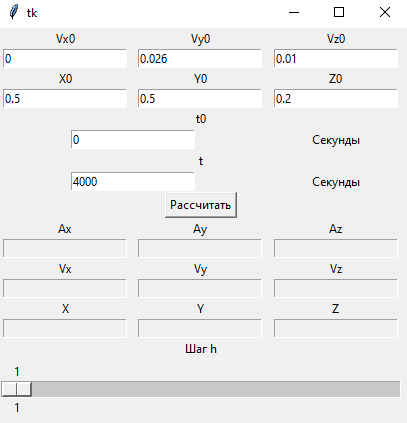 tk
Vx0 Vy0 Vz0
0 0.026 0.01
X0 Y0 Z0
0.5 0.5 0.2
t0
0 Секунды
t
4000 Секунды
Рассчитать
Ax Ay Az
Vx Vy Vz
X Y Z
Шаг h
1
1